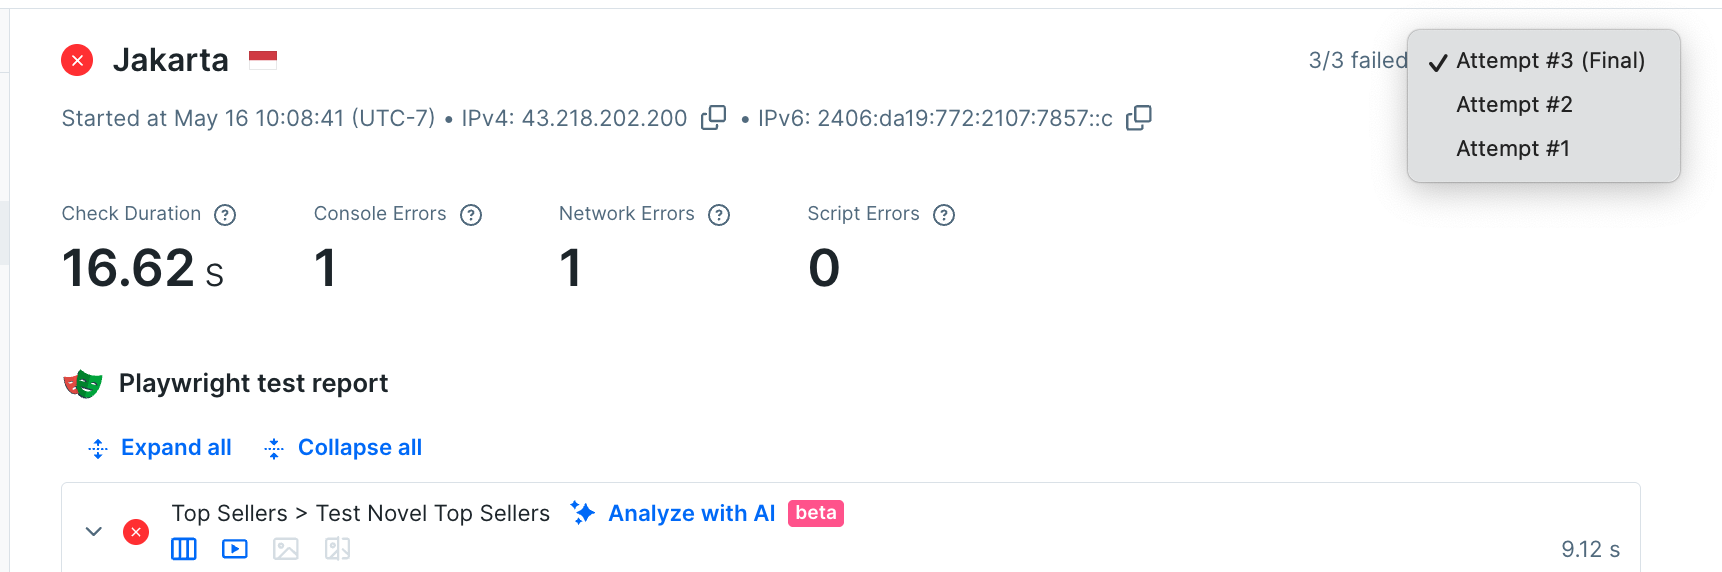 Jakarta
3/3 failed
Attempt #3 (Final)
Attempt #2
Attempt #1
Started at May 16 10:08:41 (UTC-7) • IPv4: 43.218.202.200 • IPv6: 2406:da19:772:2107:7857::c
Check Duration ? Console Errors ? Network Errors ? Script Errors ?
16.62 s 1 1 0
Playwright test report
Expand all Collapse all
Top Sellers > Test Novel Top Sellers Analyze with AI beta
9.12 s